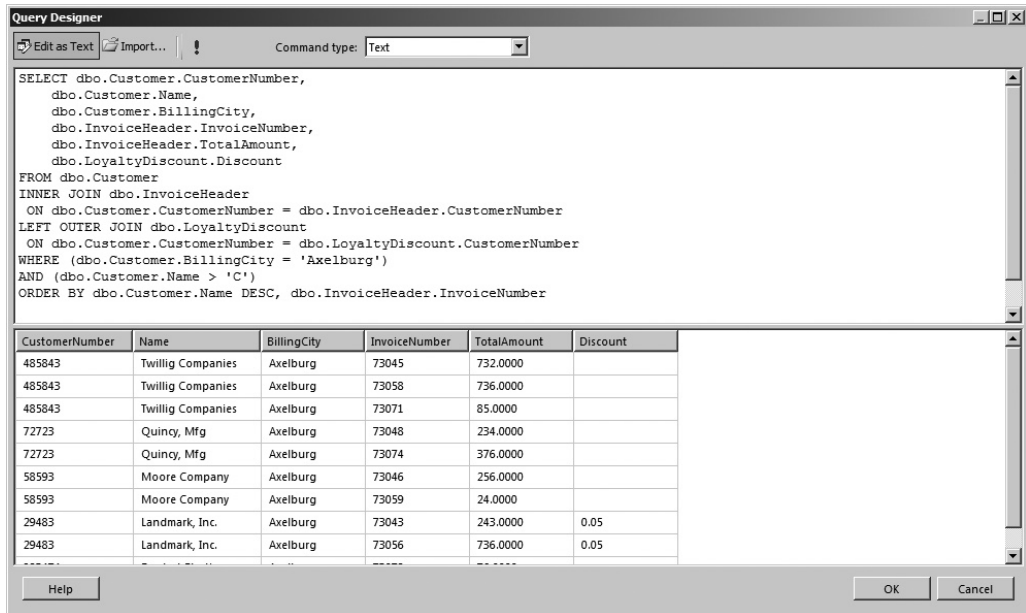 Query Designer
Edit as Text Import... ! Command type: Text
SELECT dbo.Customer.CustomerNumber,
dbo.Customer.Name,
dbo.Customer.BillingCity,
dbo.InvoiceHeader.InvoiceNumber,
dbo.InvoiceHeader.TotalAmount,
dbo.LoyaltyDiscount.Discount
FROM dbo.Customer
INNER JOIN dbo.InvoiceHeader
ON dbo.Customer.CustomerNumber = dbo.InvoiceHeader.CustomerNumber
LEFT OUTER JOIN dbo.LoyaltyDiscount
ON dbo.Customer.CustomerNumber = dbo.LoyaltyDiscount.CustomerNumber
WHERE (dbo.Customer.BillingCity = 'Axelburg')
AND (dbo.Customer.Name > 'C')
ORDER BY dbo.Customer.Name DESC, dbo.InvoiceHeader.InvoiceNumber
CustomerNumber Name BillingCity InvoiceNumber TotalAmount Discount
485843 Twillig Companies Axelburg 73045 732.0000
485843 Twillig Companies Axelburg 73058 736.0000
485843 Twillig Companies Axelburg 73071 85.0000
72723 Quincy, Mfg Axelburg 73048 234.0000
72723 Quincy, Mfg Axelburg 73074 376.0000
58593 Moore Company Axelburg 73046 256.0000
58593 Moore Company Axelburg 73059 24.0000
29483 Landmark, Inc. Axelburg 73043 243.0000 0.05
29483 Landmark, Inc. Axelburg 73056 736.0000 0.05
Help OK Cancel